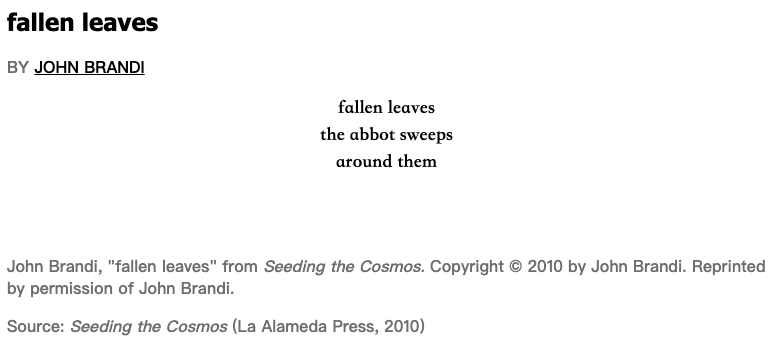 fallen leaves
BY JOHN BRANDI
fallen leaves
the abbot sweeps
around them
John Brandi, "fallen leaves" from Seeding the Cosmos. Copyright © 2010 by John Brandi. Reprinted
by permission of John Brandi.
Source: Seeding the Cosmos (La Alameda Press, 2010)